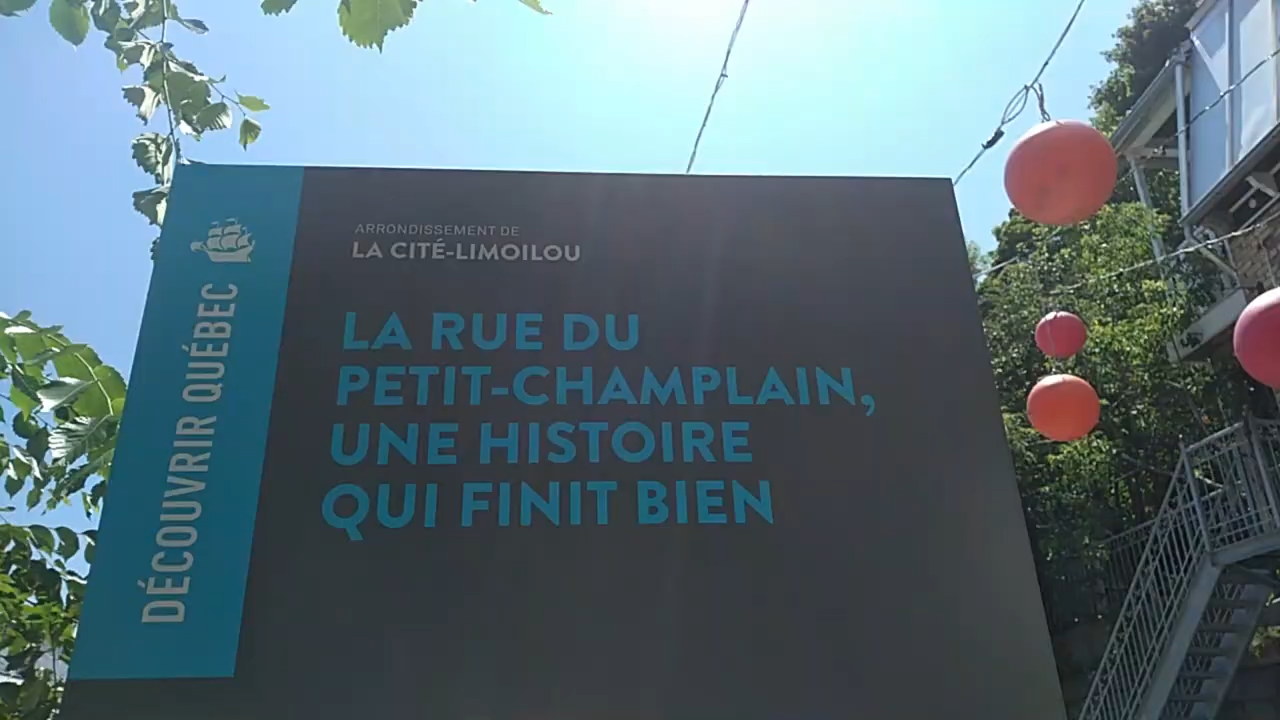 DÉCOUVRIR QUÉBEC
ARRONDISSEMENT DE
LA CITÉ-LIMOILOU
LA RUE DU
PETIT-CHAMPLAIN,
UNE HISTOIRE
QUI FINIT BIEN